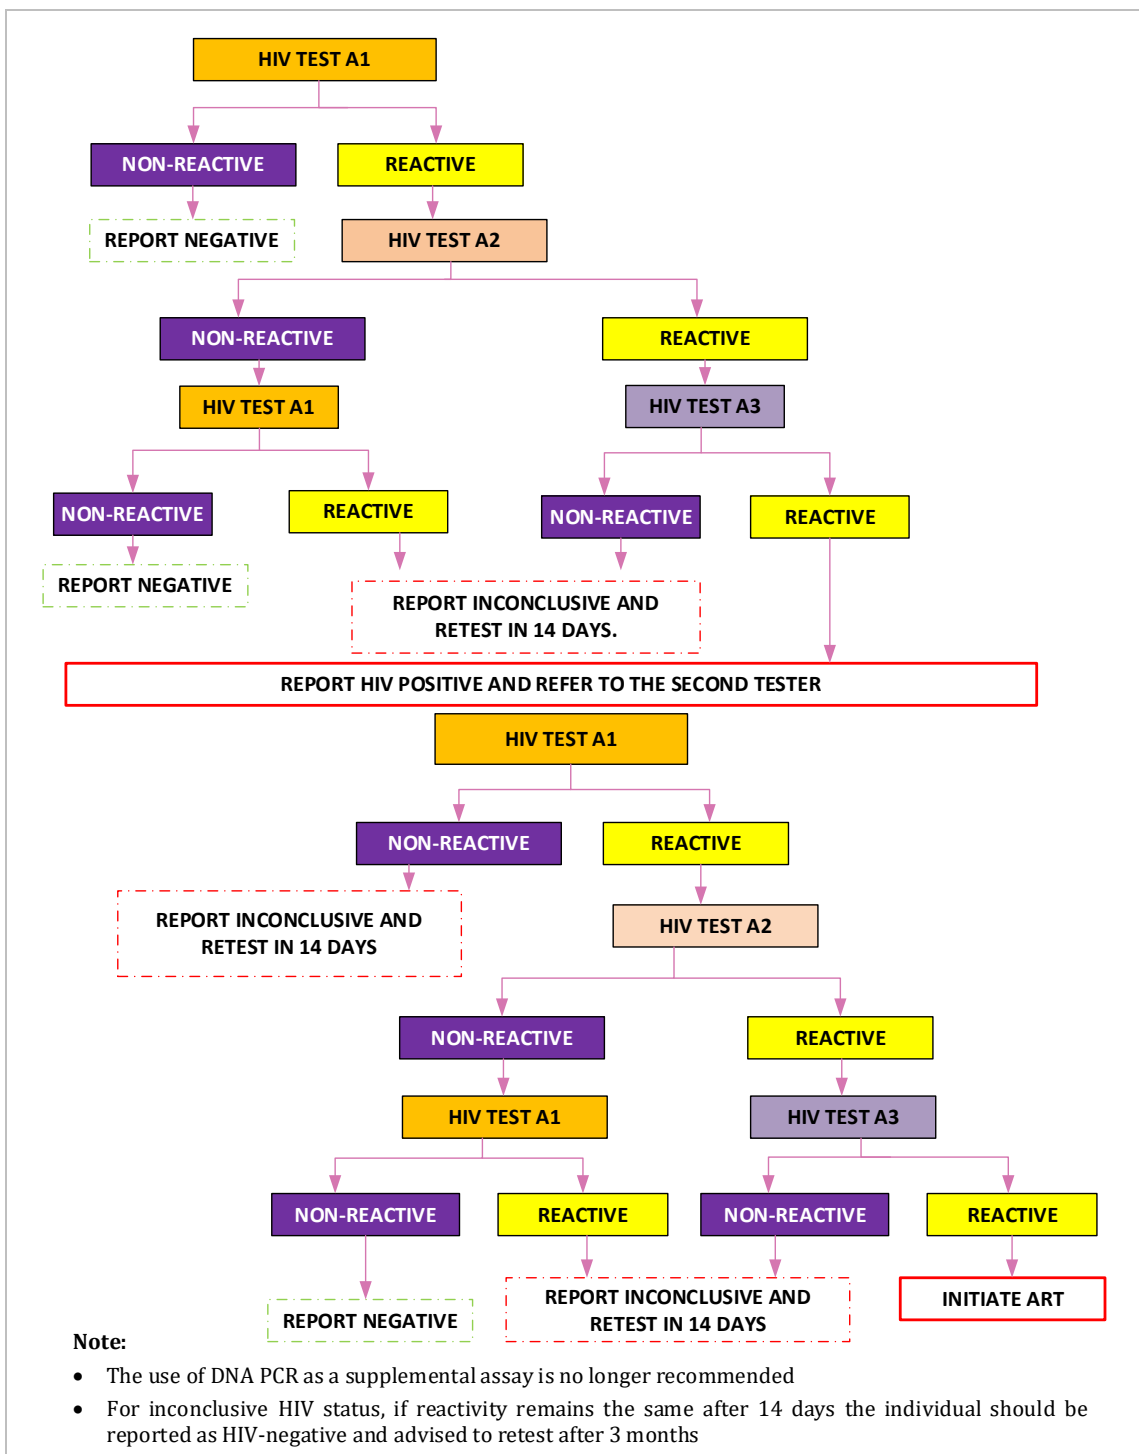 HIV TEST A1
NON-REACTIVE
REACTIVE
REPORT NEGATIVE
HIV TEST A2
NON-REACTIVE
REACTIVE
HIV TEST A1
HIV TEST A3
NON-REACTIVE
REACTIVE
NON-REACTIVE
REACTIVE
REPORT NEGATIVE
REPORT INCONCLUSIVE AND
RETEST IN 14 DAYS.
REPORT HIV POSITIVE AND REFER TO THE SECOND TESTER
HIV TEST A1
NON-REACTIVE
REACTIVE
REPORT INCONCLUSIVE AND
RETEST IN 14 DAYS
HIV TEST A2
NON-REACTIVE
REACTIVE
HIV TEST A1
HIV TEST A3
NON-REACTIVE
REACTIVE
NON-REACTIVE
REACTIVE
REPORT NEGATIVE
REPORT INCONCLUSIVE AND
RETEST IN 14 DAYS
INITIATE ART
Note:
• The use of DNA PCR as a supplemental assay is no longer recommended
• For inconclusive HIV status, if reactivity remains the same after 14 days the individual should be
reported as HIV-negative and advised to retest after 3 months